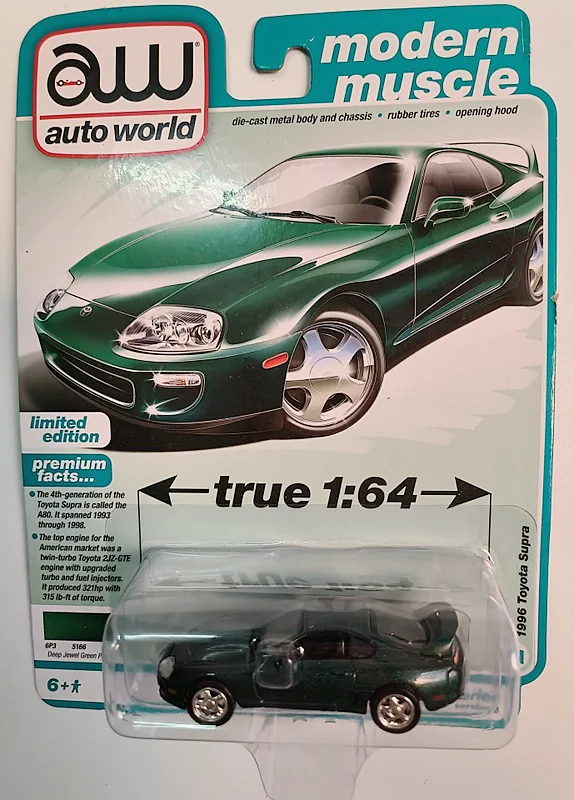 aw
®
auto world
modern
muscle
die-cast metal body and chassis • rubber tires • opening hood
limited
edition
premium
facts...
• The 4th-generation of the
Toyota Supra is called the
A80. It spanned 1993
through 1998.
• The top engine for the
American market was a
twin-turbo Toyota 2JZ-GTE
engine with upgraded
turbo and fuel injectors.
It produced 321hp with
315 lb-ft of torque.
true 1:64
1996 Toyota Supra
6P3 5166
Deep Jewel Green P
6+